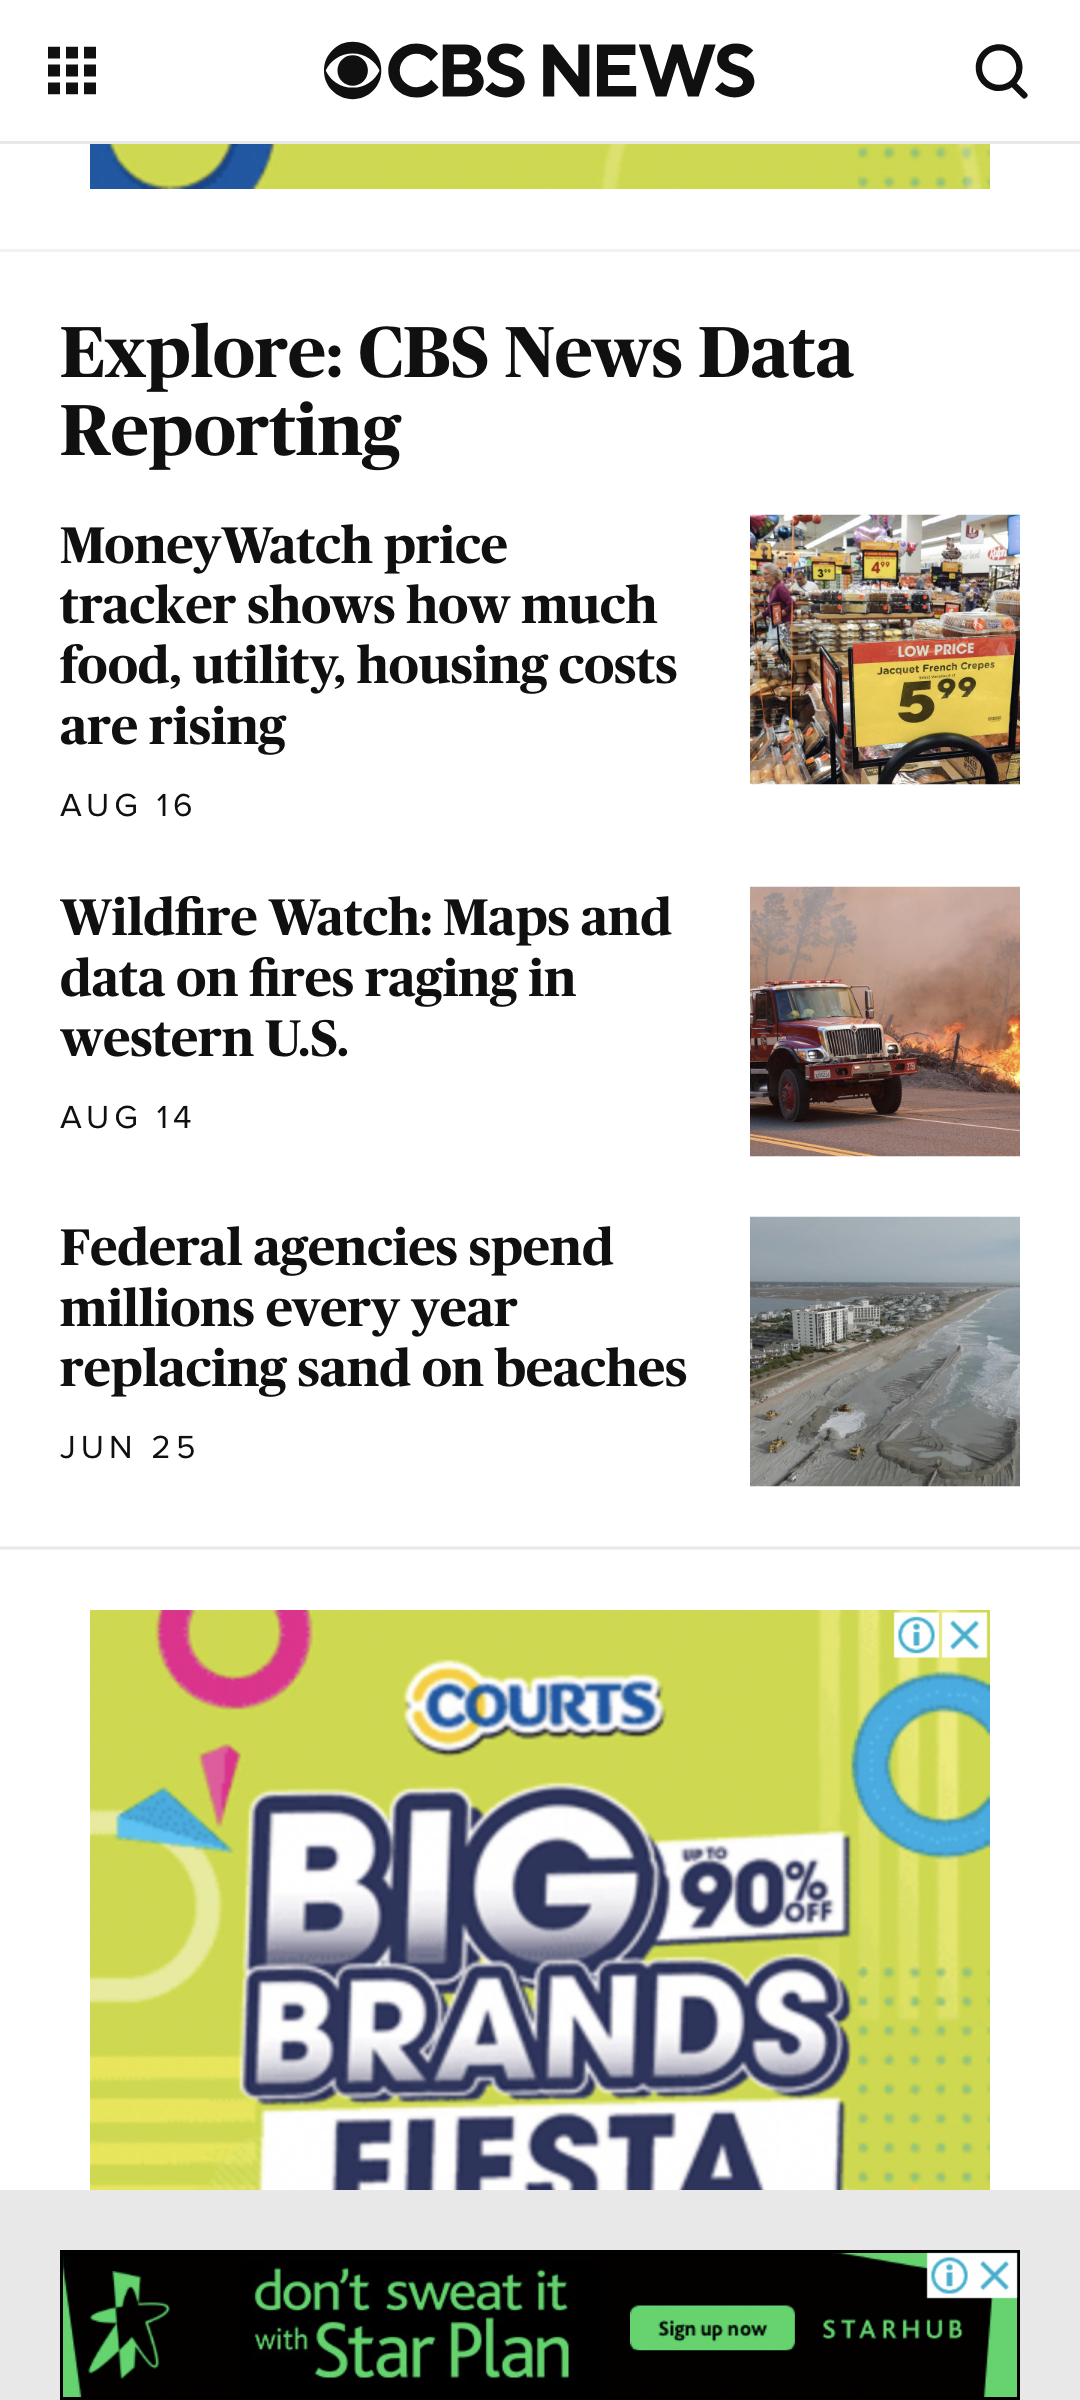 CBS NEWS
Explore: CBS News Data
Reporting
MoneyWatch price
tracker shows how much
food, utility, housing costs
are rising
AUG 16
3⁹⁹
4⁹⁹
LOW PRICE
Jacquet French Crepes
5⁹⁹
Wildfire Watch: Maps and
data on fires raging in
western U.S.
AUG 14
Federal agencies spend
millions every year
replacing sand on beaches
JUN 25
COURTS
BIG
UP TO
90%
OFF
BRANDS
FIESTA
don't sweat it
with Star Plan
Sign up now
STARHUB